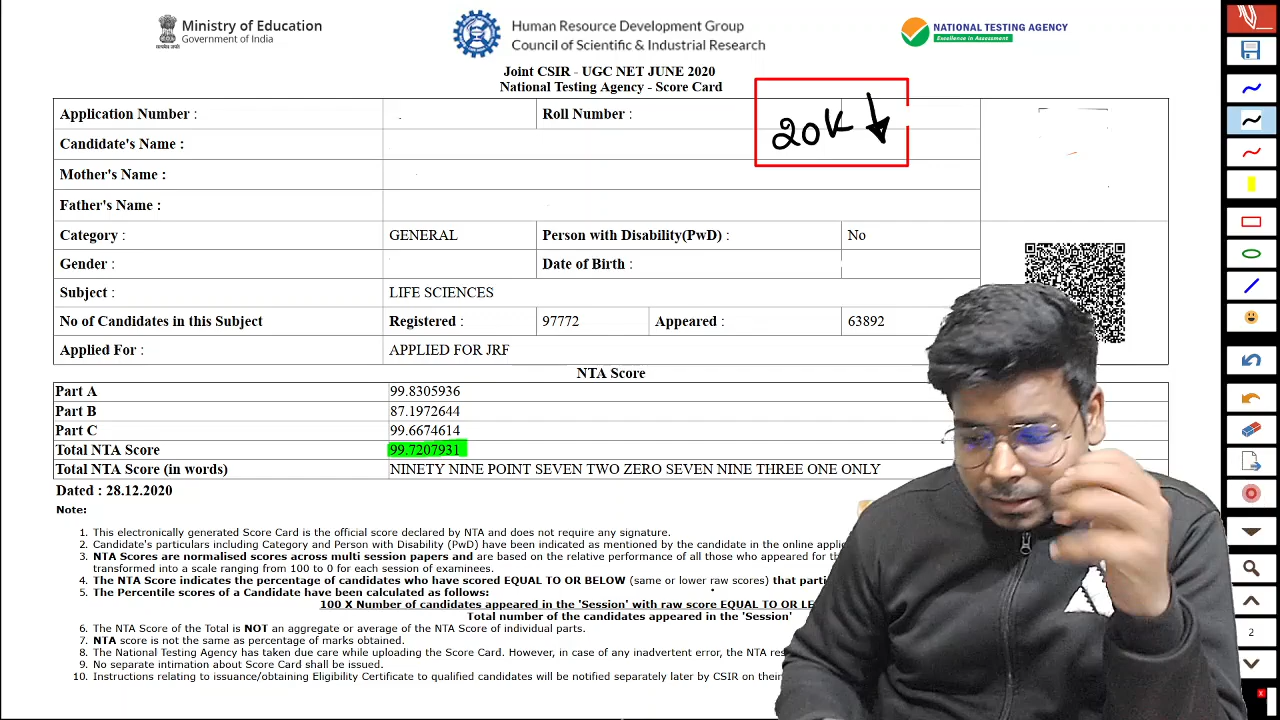 Ministry of Education
Government of India
Human Resource Development Group
Council of Scientific & Industrial Research
NATIONAL TESTING AGENCY
Excellence in Assessment
Joint CSIR - UGC NET JUNE 2020
National Testing Agency - Score Card
20K
Application Number :
Roll Number :
Candidate's Name :
Mother's Name :
Father's Name :
Category : GENERAL Person with Disability(PwD) : No
Gender : Date of Birth :
Subject : LIFE SCIENCES
No of Candidates in this Subject Registered : 97772 Appeared : 63892
Applied For : APPLIED FOR JRF
NTA Score
Part A 99.8305936
Part B 87.1972644
Part C 99.6674614
Total NTA Score 99.7207931
Total NTA Score (in words) NINETY NINE POINT SEVEN TWO ZERO SEVEN NINE THREE ONE ONLY
Dated : 28.12.2020
Note:
1. This electronically generated Score Card is the official score declared by NTA and does not require any signature.
2. Candidate's particulars including Category and Person with Disability (PwD) have been indicated as mentioned by the candidate in the online
3. NTA Scores are normalised scores across multi session papers and are based on the relative performance of all those who appeared for
transformed into a scale ranging from 100 to 0 for each session of examinees.
4. The NTA Score indicates the percentage of candidates who have scored EQUAL TO OR BELOW (same or lower raw scores) that
5. The Percentile scores of a Candidate have been calculated as follows:
100 X Number of candidates appeared in the 'Session' with raw score EQUAL TO OR
Total number of the candidates appeared in the 'Session'
6. The NTA Score of the Total is NOT an aggregate or average of the NTA Score of individual parts.
7. NTA score is not the same as percentage of marks obtained.
8. The National Testing Agency has taken due care while uploading the Score Card. However, in case of any inadvertent error, the NTA
9. No separate intimation about Score Card shall be issued.
10. Instructions relating to issuance/obtaining Eligibility Certificate to qualified candidates will be notified separately later by CSIR on
2